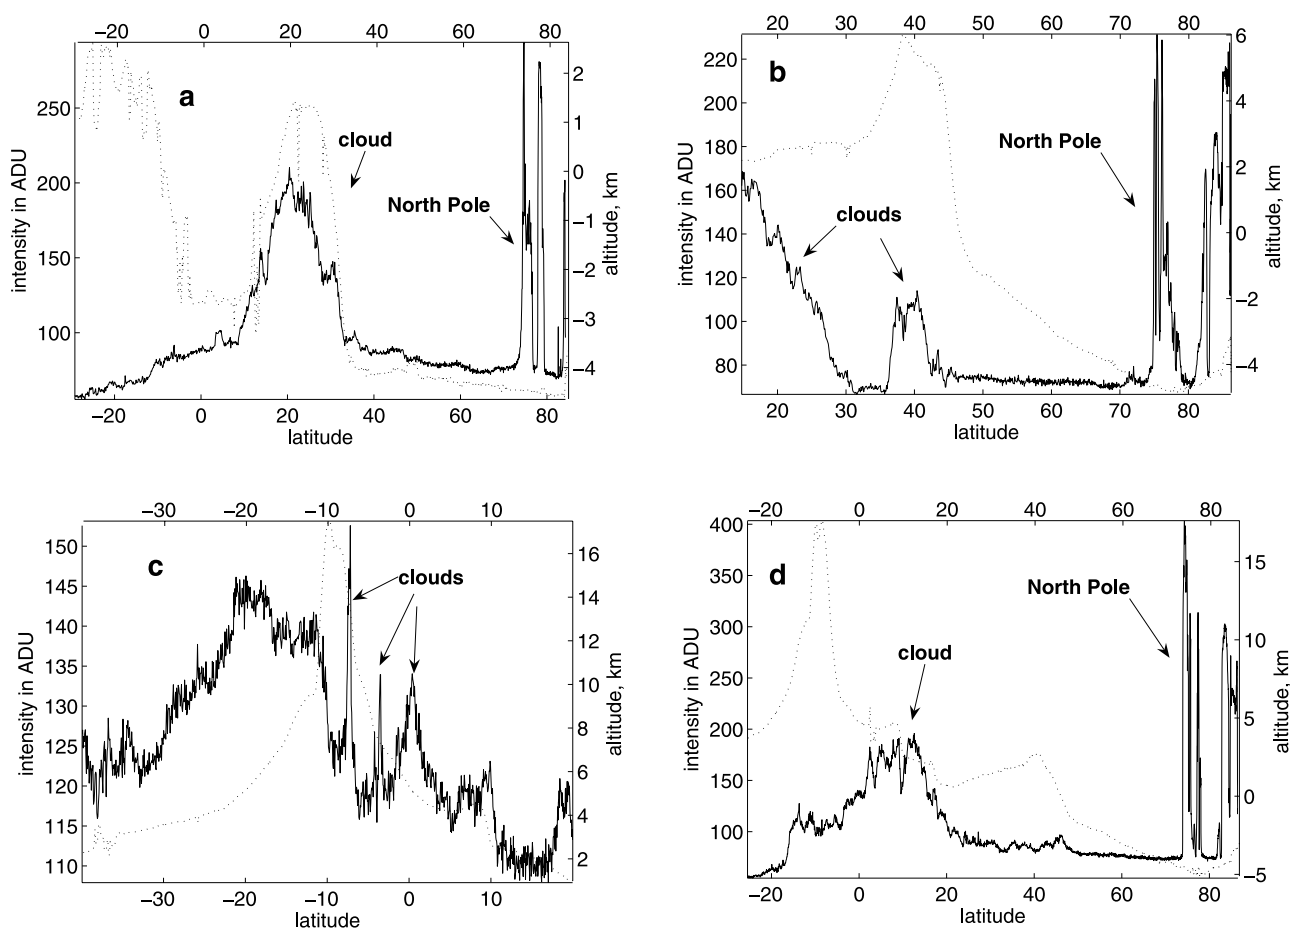 −20 0 20 40 60 80
a
cloud
North Pole
250
200
150
100
intensity in ADU
2
1
0
−1
−2
−3
−4
altitude, km
−20 0 20 40 60 80
latitude
20 30 40 50 60 70 80
b
North Pole
clouds
220
200
180
160
140
120
100
80
intensity in ADU
6
4
2
0
−2
−4
altitude, km
20 30 40 50 60 70 80
latitude
−30 −20 −10 0 10
c
clouds
150
145
140
135
130
125
120
115
110
intensity in ADU
16
14
12
10
8
6
4
2
altitude, km
−40 −30 −20 −10 0 10
latitude
−20 0 20 40 60 80
d
North Pole
cloud
400
350
300
250
200
150
100
intensity in ADU
15
10
5
0
−5
altitude, km
−20 0 20 40 60 80
latitude